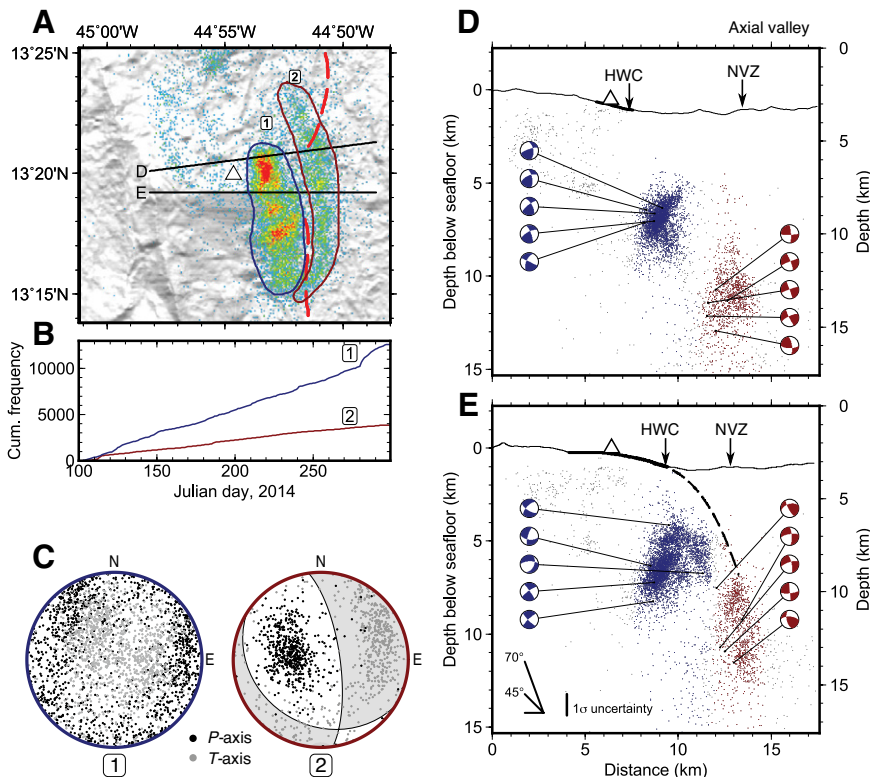 A
45°00'W
44°54'W
44°50'W
13°25'N
13°20'N
13°15'N
2
1
D
E
B
Cum. frequency
10000
5000
0
1
2
100
150
200
250
Julian day, 2014
C
N
N
E
E
P-axis
T-axis
1
2
D
Axial valley
HWC
NVZ
Depth below seafloor (km)
0
5
10
15
Depth (km)
0
5
10
15
E
HWC
NVZ
Depth below seafloor (km)
0
5
10
15
Depth (km)
0
5
10
15
70°
45°
1σ uncertainty
0
5
10
15
Distance (km)